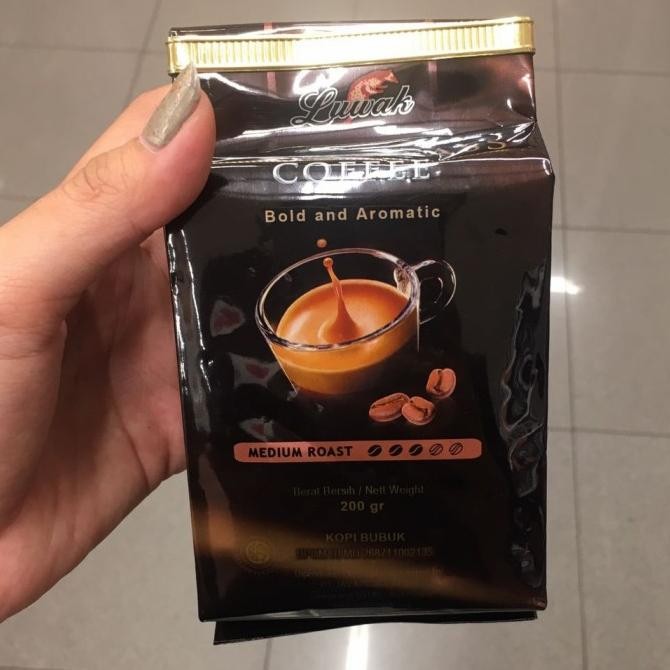 Luwak
COFFEE
Bold and Aromatic
MEDIUM ROAST
Berat Bersih / Nett Weight
200 gr
KOPI BUBUK